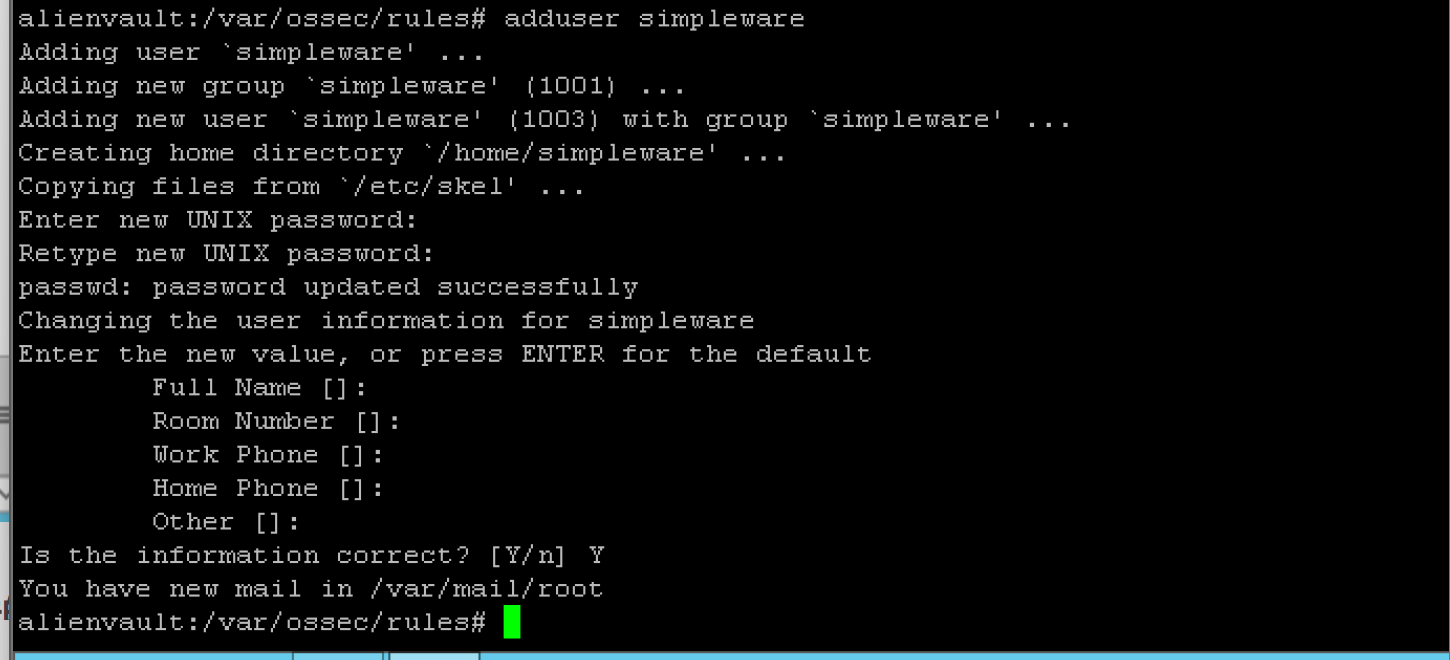 alienvault:/var/ossec/rules# adduser simpleware
Adding user `simpleware' ...
Adding new group `simpleware' (1001) ...
Adding new user `simpleware' (1003) with group `simpleware' ...
Creating home directory `/home/simpleware' ...
Copying files from `/etc/skel' ...
Enter new UNIX password:
Retype new UNIX password:
passwd: password updated successfully
Changing the user information for simpleware
Enter the new value, or press ENTER for the default
Full Name []:
Room Number []:
Work Phone []:
Home Phone []:
Other []:
Is the information correct? [Y/n] Y
You have new mail in /var/mail/root
alienvault:/var/ossec/rules#